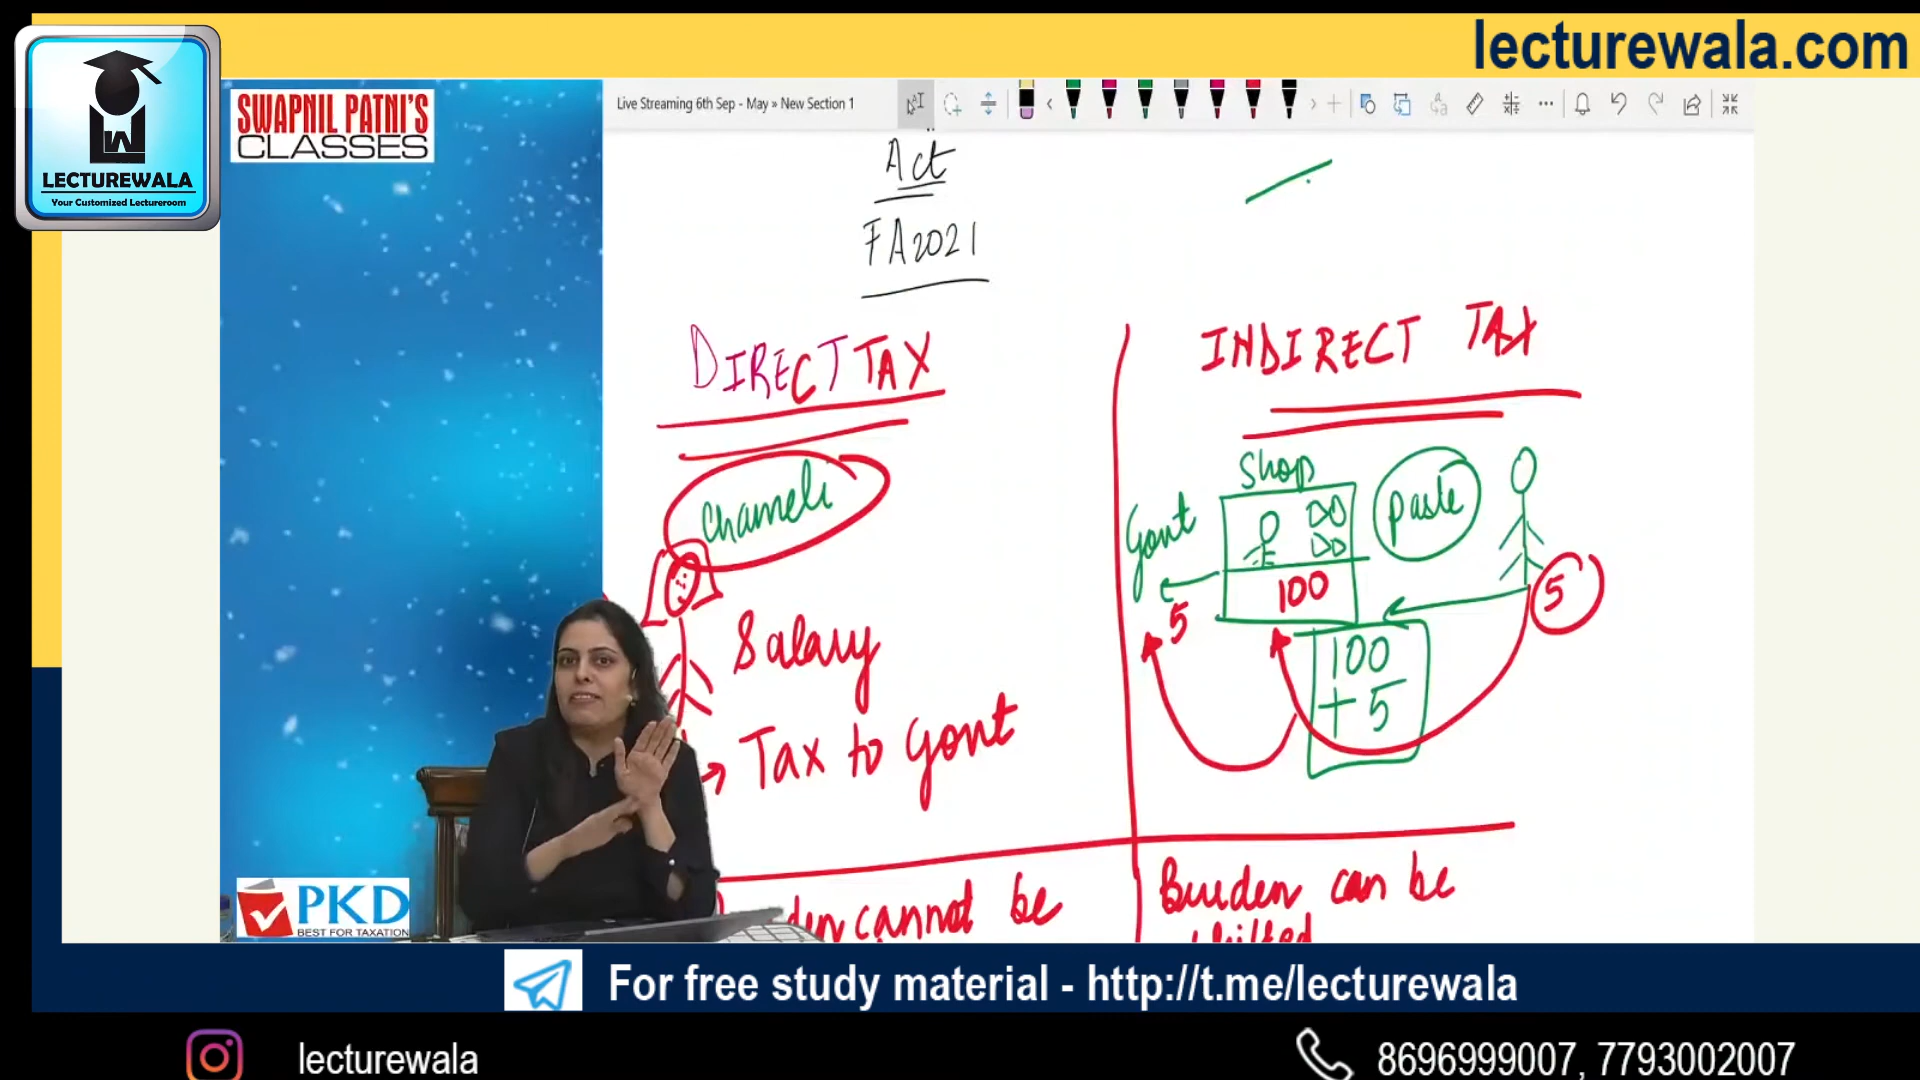 lecturewala.com
LW
LECTUREWALA
Your Customized Lectureroom
SWAPNIL PATNI'S
CLASSES
Live Streaming 6th Sep - May » New Section 1
Act
FA2021
DIRECT TAX
INDIRECT TAX
Chameli
Salary
→ Tax to Govt
Shop
Govt
paste
100
5
5
100
+ 5
cannot be
Burden can be
shifted
PKD
BEST FOR TAXATION
For free study material - http://t.me/lecturewala
lecturewala
8696999007, 7793002007